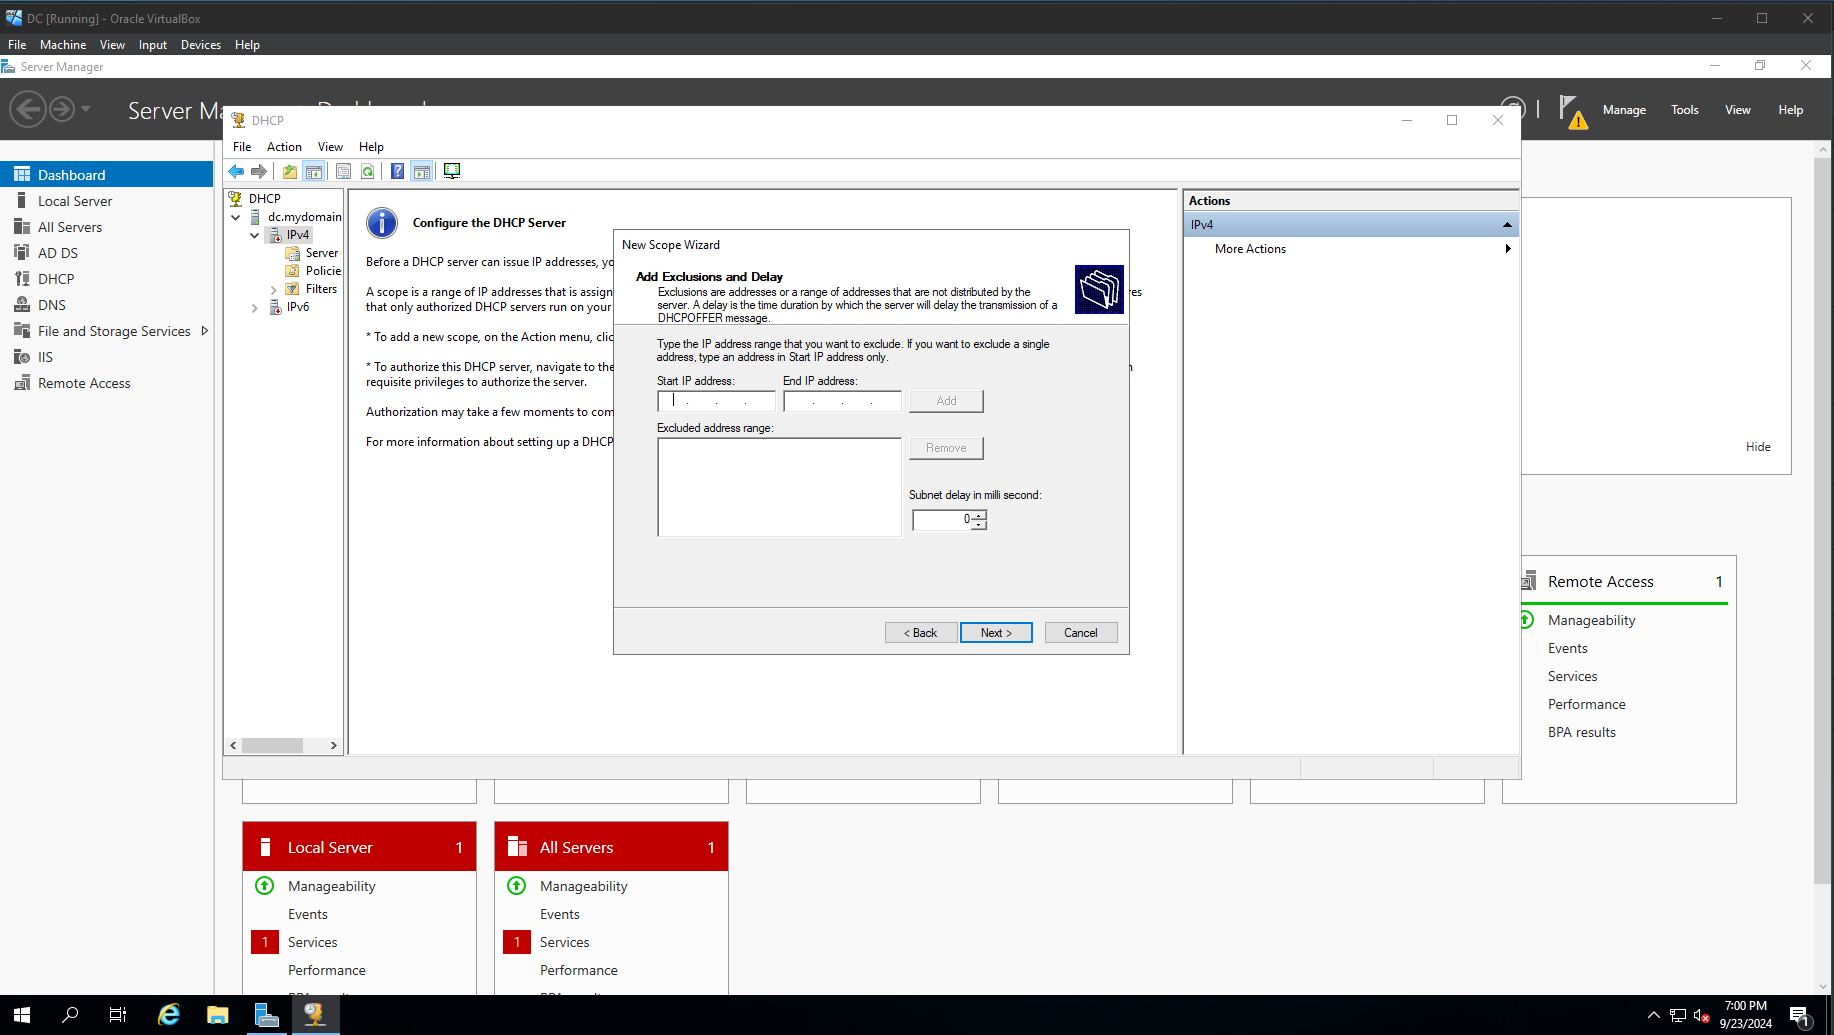 DC [Running] - Oracle VirtualBox
File Machine View Input Devices Help
Server Manager
Server
Manage Tools View Help
DHCP
File Action View Help
Dashboard
Local Server
All Servers
AD DS
DHCP
DNS
File and Storage Services
IIS
Remote Access
DHCP
dc.mydomain
IPv4
Server
Policie
Filters
IPv6
Configure the DHCP Server
Before a DHCP server can issue IP addresses, yo
A scope is a range of IP addresses that is assign
res
that only authorized DHCP servers run on your
* To add a new scope, on the Action menu, clic
* To authorize this DHCP server, navigate to the
n
requisite privileges to authorize the server.
Authorization may take a few moments to com
For more information about setting up a DHCP
New Scope Wizard
Add Exclusions and Delay
Exclusions are addresses or a range of addresses that are not distributed by the
server. A delay is the time duration by which the server will delay the transmission of a
DHCPOFFER message.
Type the IP address range that you want to exclude. If you want to exclude a single
address, type an address in Start IP address only.
Start IP address: End IP address:
. . . . . . Add
Excluded address range:
Remove
Subnet delay in milli second:
0
< Back Next > Cancel
Actions
IPv4
More Actions
Hide
Remote Access 1
Manageability
Events
Services
Performance
BPA results
Local Server 1
Manageability
Events
1 Services
Performance
All Servers 1
Manageability
Events
1 Services
Performance
7:00 PM
9/23/2024
1